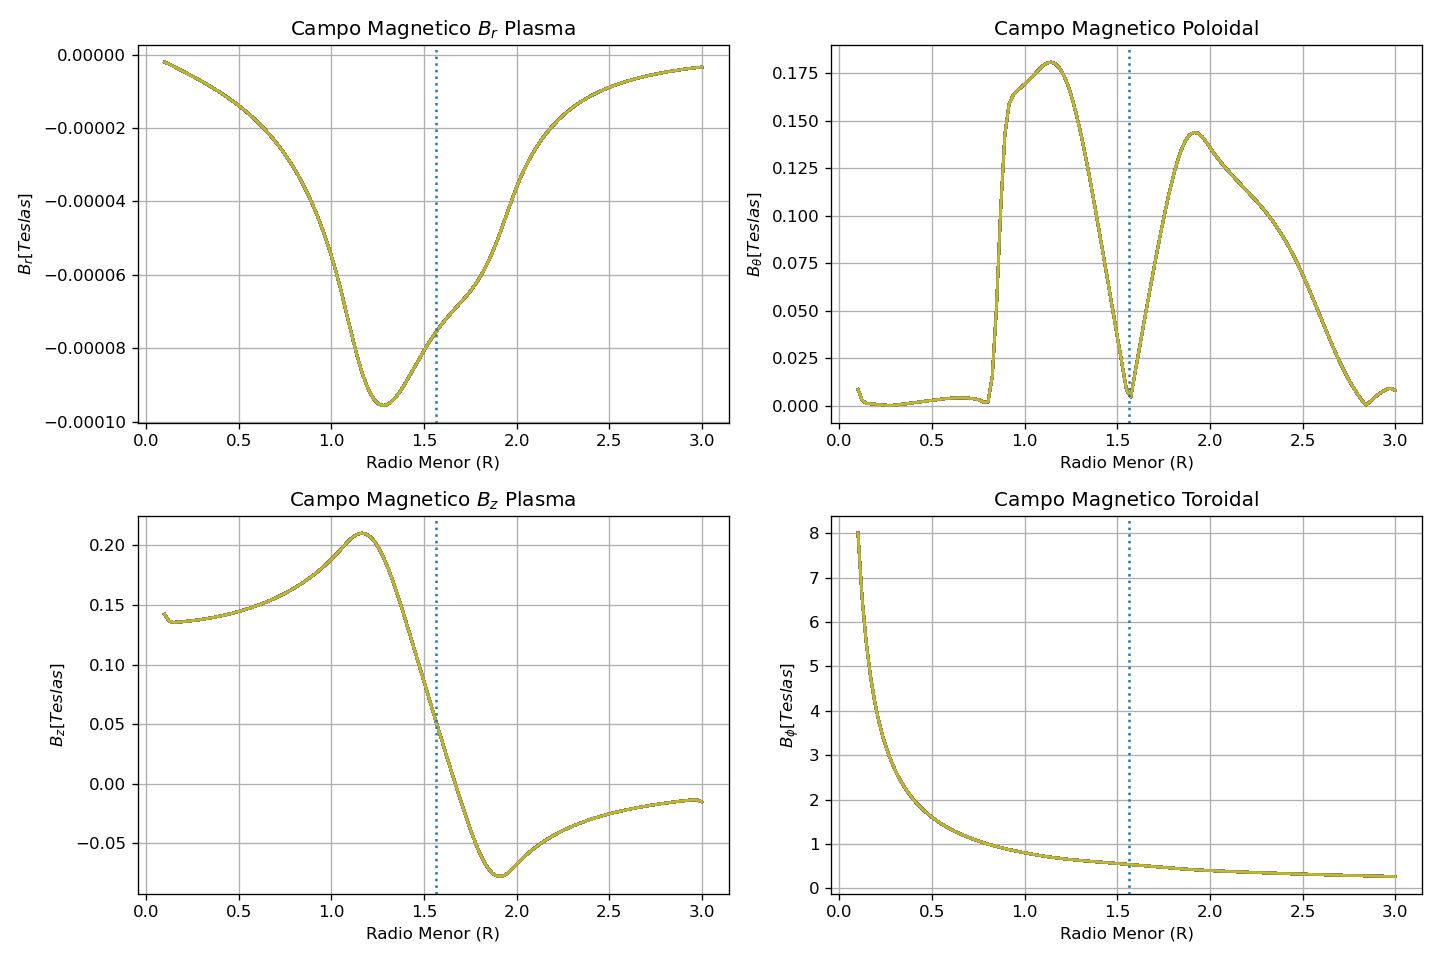 Campo Magnetico B_r Plasma
0.00000
−0.00002
−0.00004
−0.00006
−0.00008
−0.00010
B_r[Teslas]
0.0 0.5 1.0 1.5 2.0 2.5 3.0
Radio Menor (R)
Campo Magnetico Poloidal
0.175
0.150
0.125
0.100
0.075
0.050
0.025
0.000
B_θ[Teslas]
0.0 0.5 1.0 1.5 2.0 2.5 3.0
Radio Menor (R)
Campo Magnetico B_z Plasma
0.20
0.15
0.10
0.05
0.00
−0.05
B_z[Teslas]
0.0 0.5 1.0 1.5 2.0 2.5 3.0
Radio Menor (R)
Campo Magnetico Toroidal
8
7
6
5
4
3
2
1
0
B_ϕ[Teslas]
0.0 0.5 1.0 1.5 2.0 2.5 3.0
Radio Menor (R)